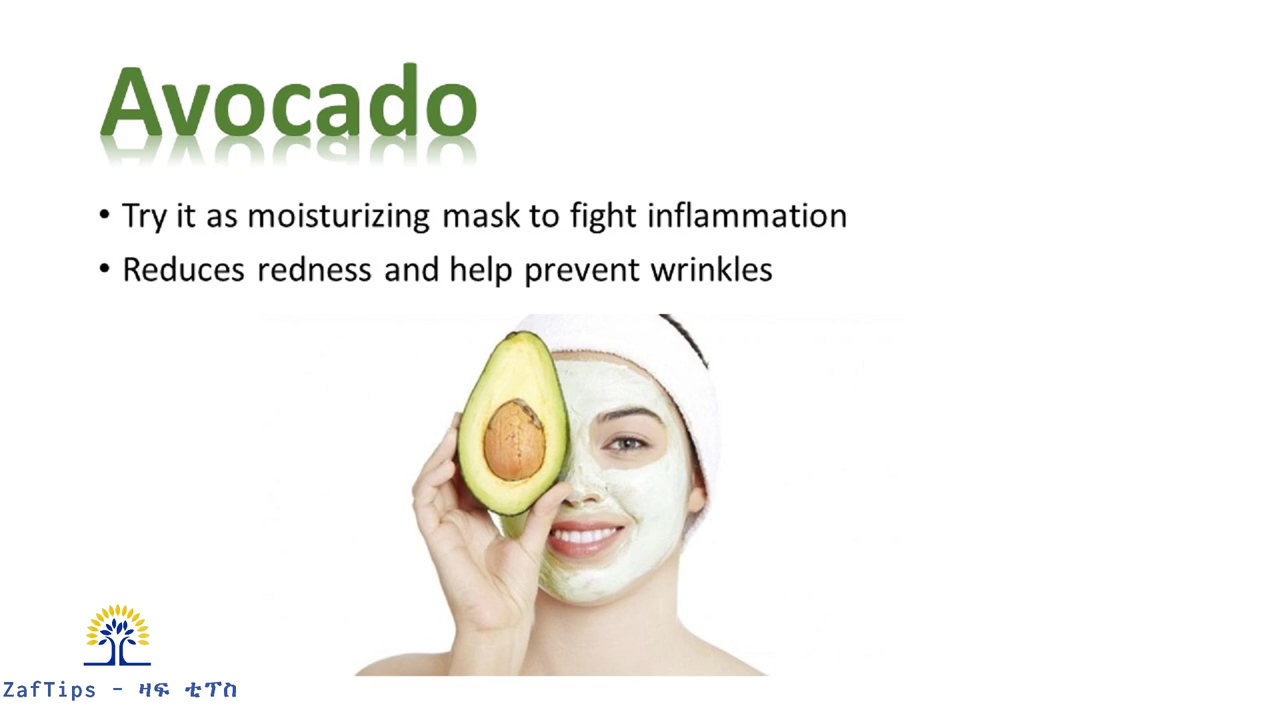 Avocado
• Try it as moisturizing mask to fight inflammation
• Reduces redness and help prevent wrinkles
ZafTips - ዛፍ ቲፕስ